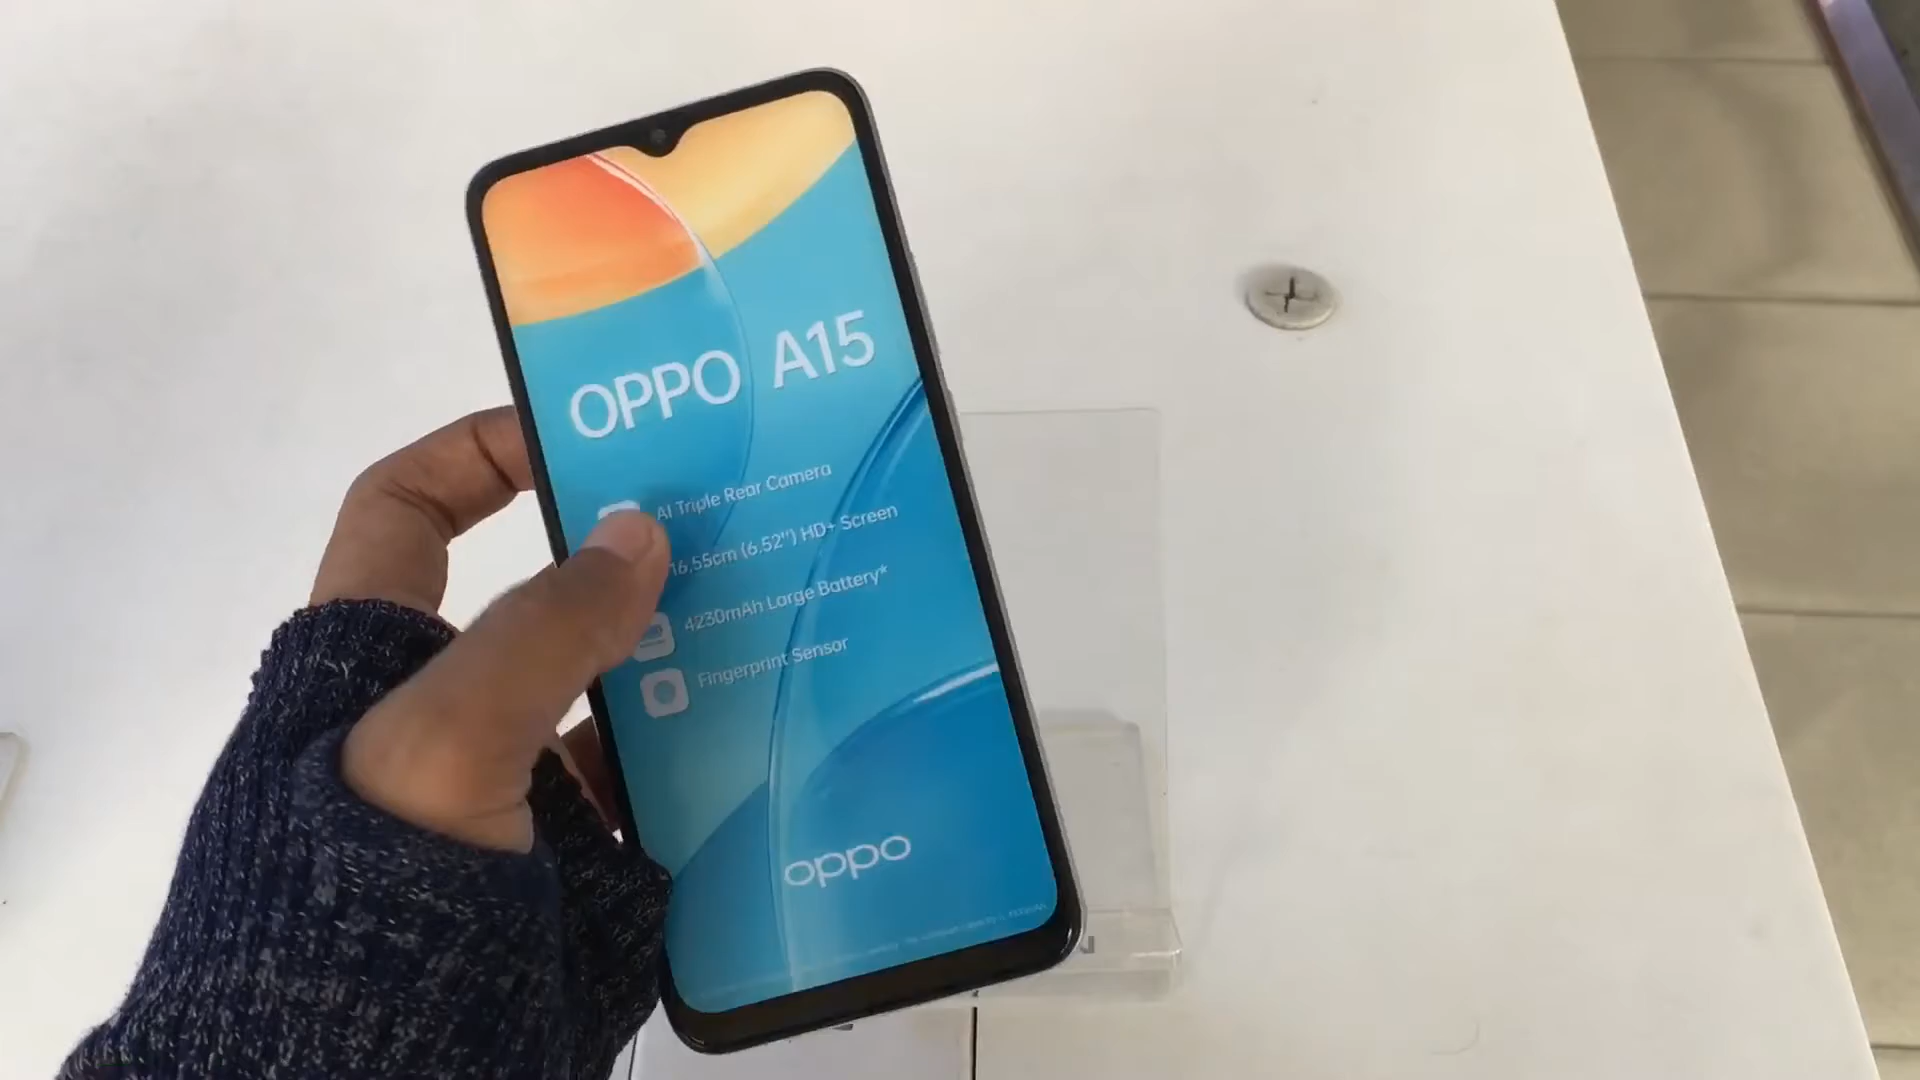 OPPO A15
AI Triple Rear Camera
16.55cm (6.52") HD+ Screen
4230mAh Large Battery*
Fingerprint Sensor
oppo